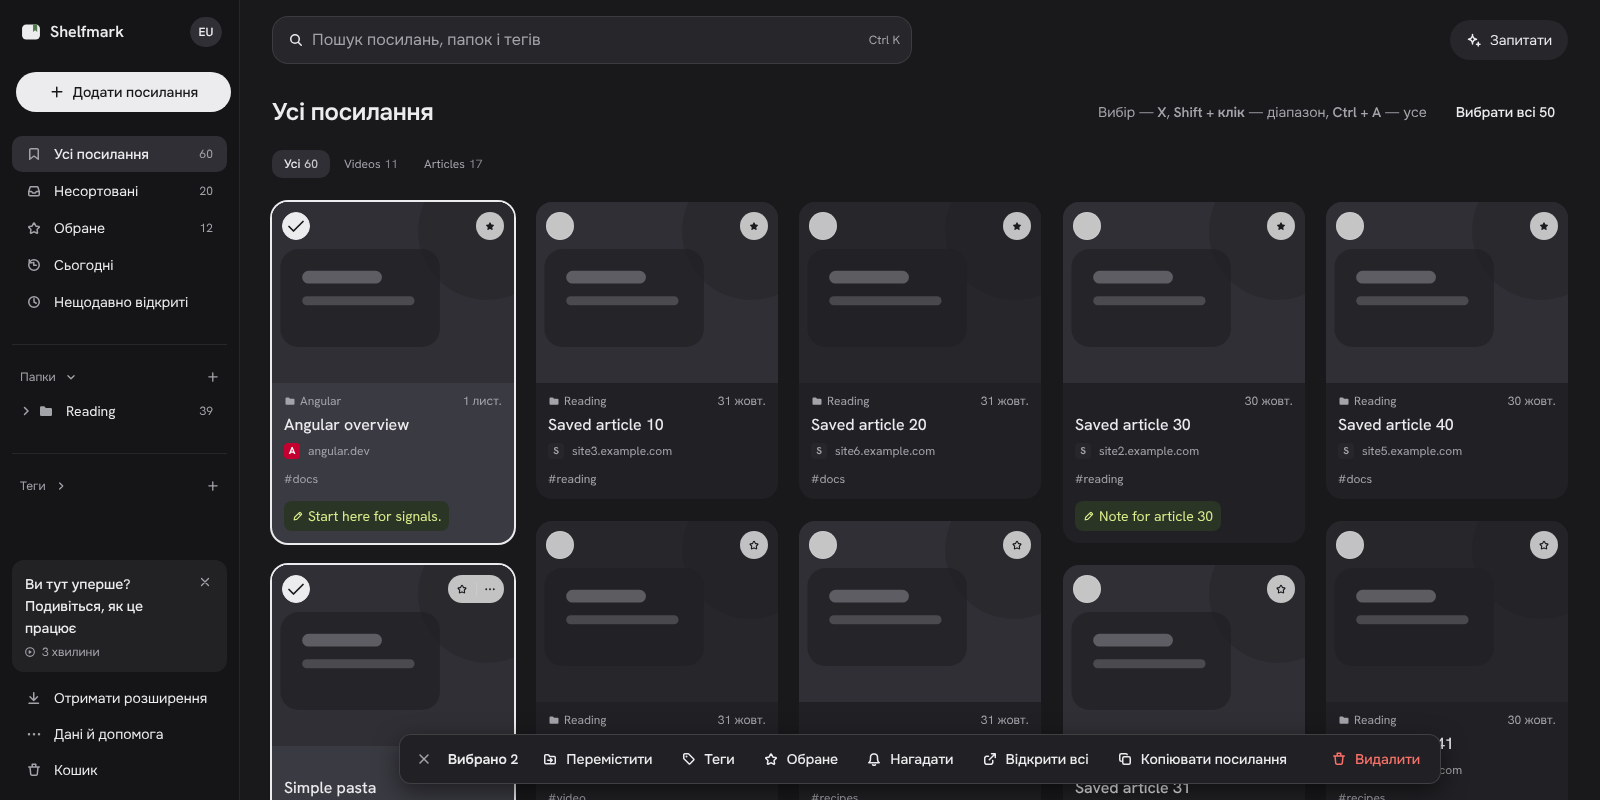 Shelfmark
EU
Пошук посилань, папок і тегів
Ctrl K
Запитати
Додати посилання
Усі посилання 60
Несортовані 20
Обране 12
Сьогодні
Нещодавно відкриті
Папки
Reading 39
Теги
Ви тут уперше?
Подивіться, як це
працює
3 хвилини
Отримати розширення
Дані й допомога
Кошик
Усі посилання
Вибір — X, Shift + клік — діапазон, Ctrl + A — усе
Вибрати всі 50
Усі 60
Videos 11
Articles 17
Angular 1 лист.
Angular overview
A angular.dev
#docs
Start here for signals.
Reading 31 жовт.
Saved article 10
S site3.example.com
#reading
Reading 31 жовт.
Saved article 20
S site6.example.com
#docs
30 жовт.
Saved article 30
S site2.example.com
#reading
Note for article 30
Reading 30 жовт.
Saved article 40
S site5.example.com
#docs
Simple pasta
Reading 31 жовт.
#video
31 жовт.
#recipes
Saved article 31
Reading 30 жовт.
41
com
#recipes
Вибрано 2
Перемістити
Теги
Обране
Нагадати
Відкрити всі
Копіювати посилання
Видалити